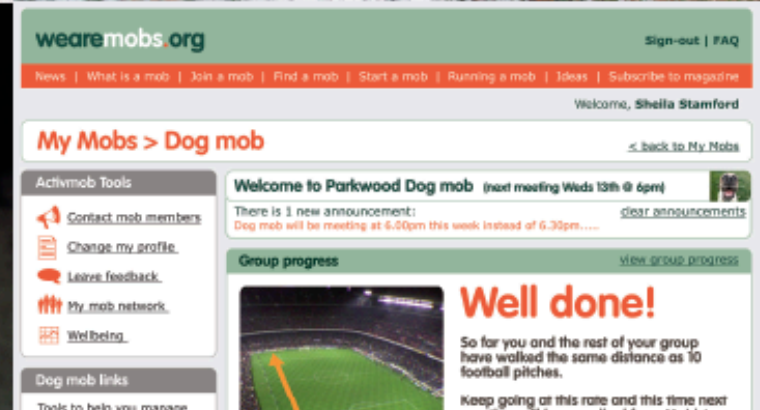 wearemobs.org
Sign-out | FAQ
News | What is a mob | Join a mob | Find a mob | Start a mob | Running a mob | Ideas | Subscribe to magazine
Welcome, Sheila Stamford
My Mobs > Dog mob
< back to My Mobs
Activmob Tools
Contact mob members
Change my profile
Leave feedback
My mob network
Wellbeing
Dog mob links
Tools to help you manage
Welcome to Parkwood Dog mob (next meeting Weds 13th @ 6pm)
There is 1 new announcement:
clear announcements
Dog mob will be meeting at 6.00pm this week instead of 6.30pm.....
Group progress
view group progress
Well done!
So far you and the rest of your group
have walked the same distance as 10
football pitches.
Keep going at this rate and this time next